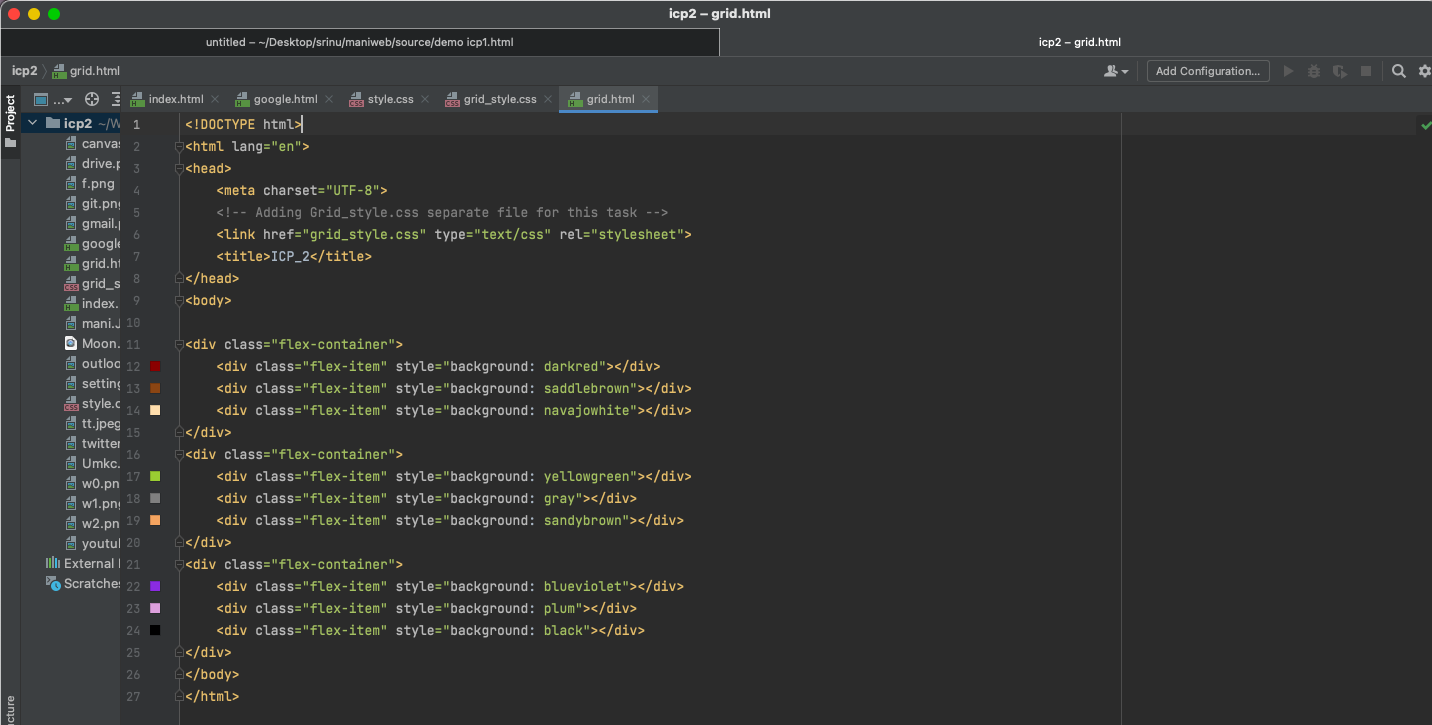 icp2 – grid.html
untitled – ~/Desktop/srinu/maniweb/source/demo icp1.html
icp2 – grid.html
icp2 grid.html
Add Configuration...
Project
...
index.html
google.html
style.css
grid_style.css
grid.html
icp2 ~/W
canvas
drive.p
f.png
git.png
gmail.p
google
grid.ht
grid_s
index.
mani.J
Moon.
outloo
setting
style.c
tt.jpeg
twitter
Umkc.
w0.pn
w1.png
w2.pn
youtul
External
Scratches
cture
1 <!DOCTYPE html>
2 <html lang="en">
3 <head>
4     <meta charset="UTF-8">
5     <!-- Adding Grid_style.css separate file for this task -->
6     <link href="grid_style.css" type="text/css" rel="stylesheet">
7     <title>ICP_2</title>
8 </head>
9 <body>
10
11 <div class="flex-container">
12     <div class="flex-item" style="background: darkred"></div>
13     <div class="flex-item" style="background: saddlebrown"></div>
14     <div class="flex-item" style="background: navajowhite"></div>
15 </div>
16 <div class="flex-container">
17     <div class="flex-item" style="background: yellowgreen"></div>
18     <div class="flex-item" style="background: gray"></div>
19     <div class="flex-item" style="background: sandybrown"></div>
20 </div>
21 <div class="flex-container">
22     <div class="flex-item" style="background: blueviolet"></div>
23     <div class="flex-item" style="background: plum"></div>
24     <div class="flex-item" style="background: black"></div>
25 </div>
26 </body>
27 </html>